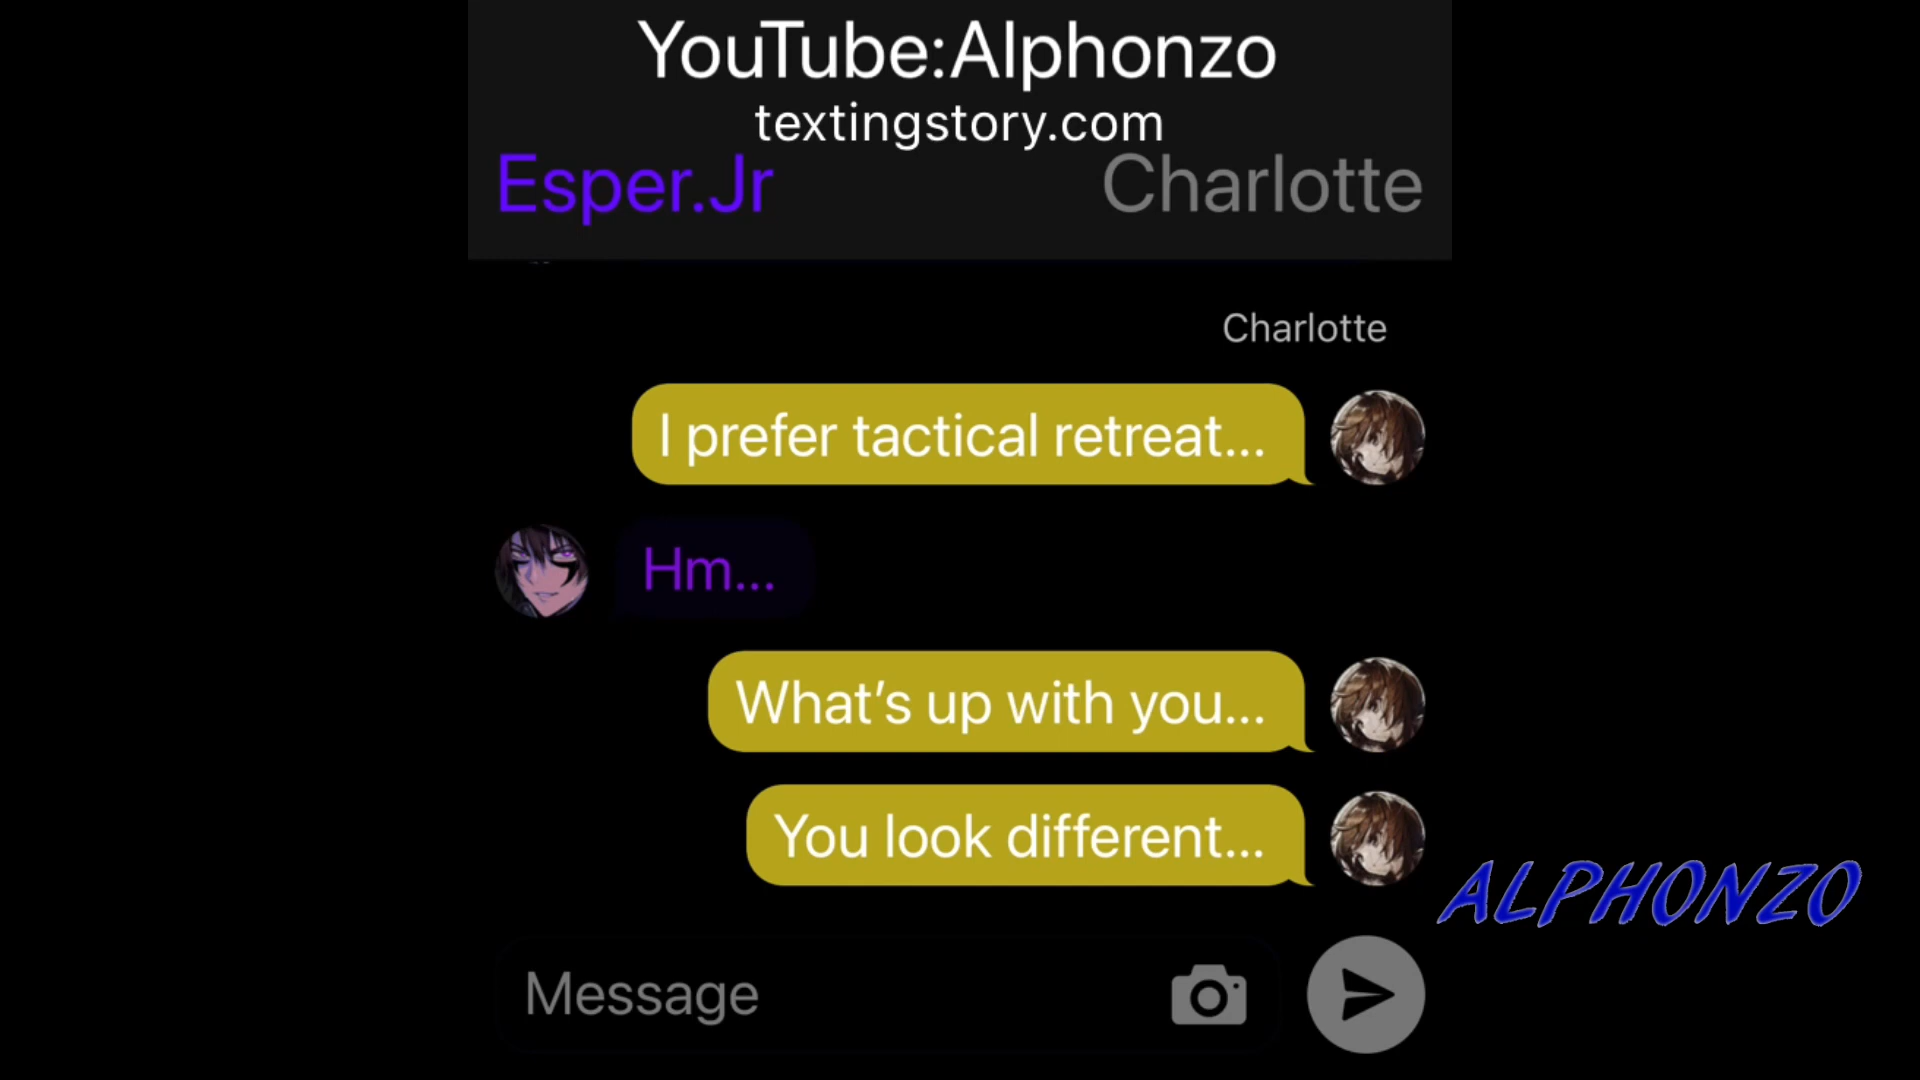 YouTube:Alphonzo
textingstory.com
Esper.Jr
Charlotte
Charlotte
I prefer tactical retreat...
Hm...
What’s up with you...
You look different...
ALPHONZO
Message